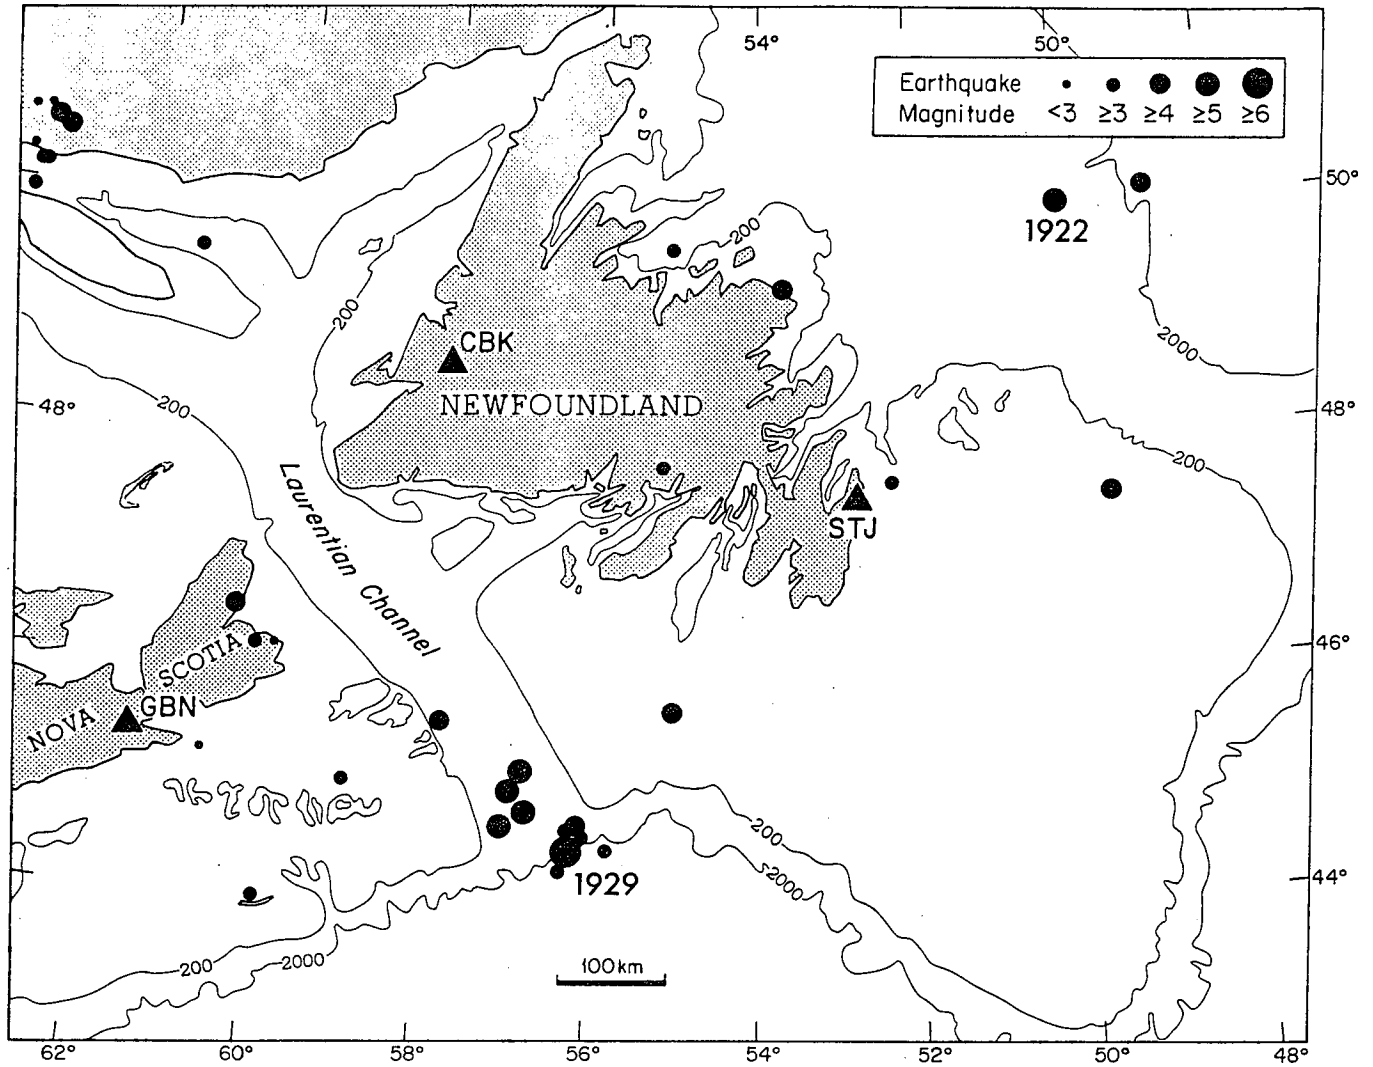 54°
50°
Earthquake
Magnitude <3 ≥3 ≥4 ≥5 ≥6
50°
1922
200
200
2000
CBK
NEWFOUNDLAND
48°
48°
200
200
Laurentian Channel
STJ
46°
NOVA SCOTIA
GBN
200
2000
1929
44°
100 km
200
2000
62° 60° 58° 56° 54° 52° 50° 48°